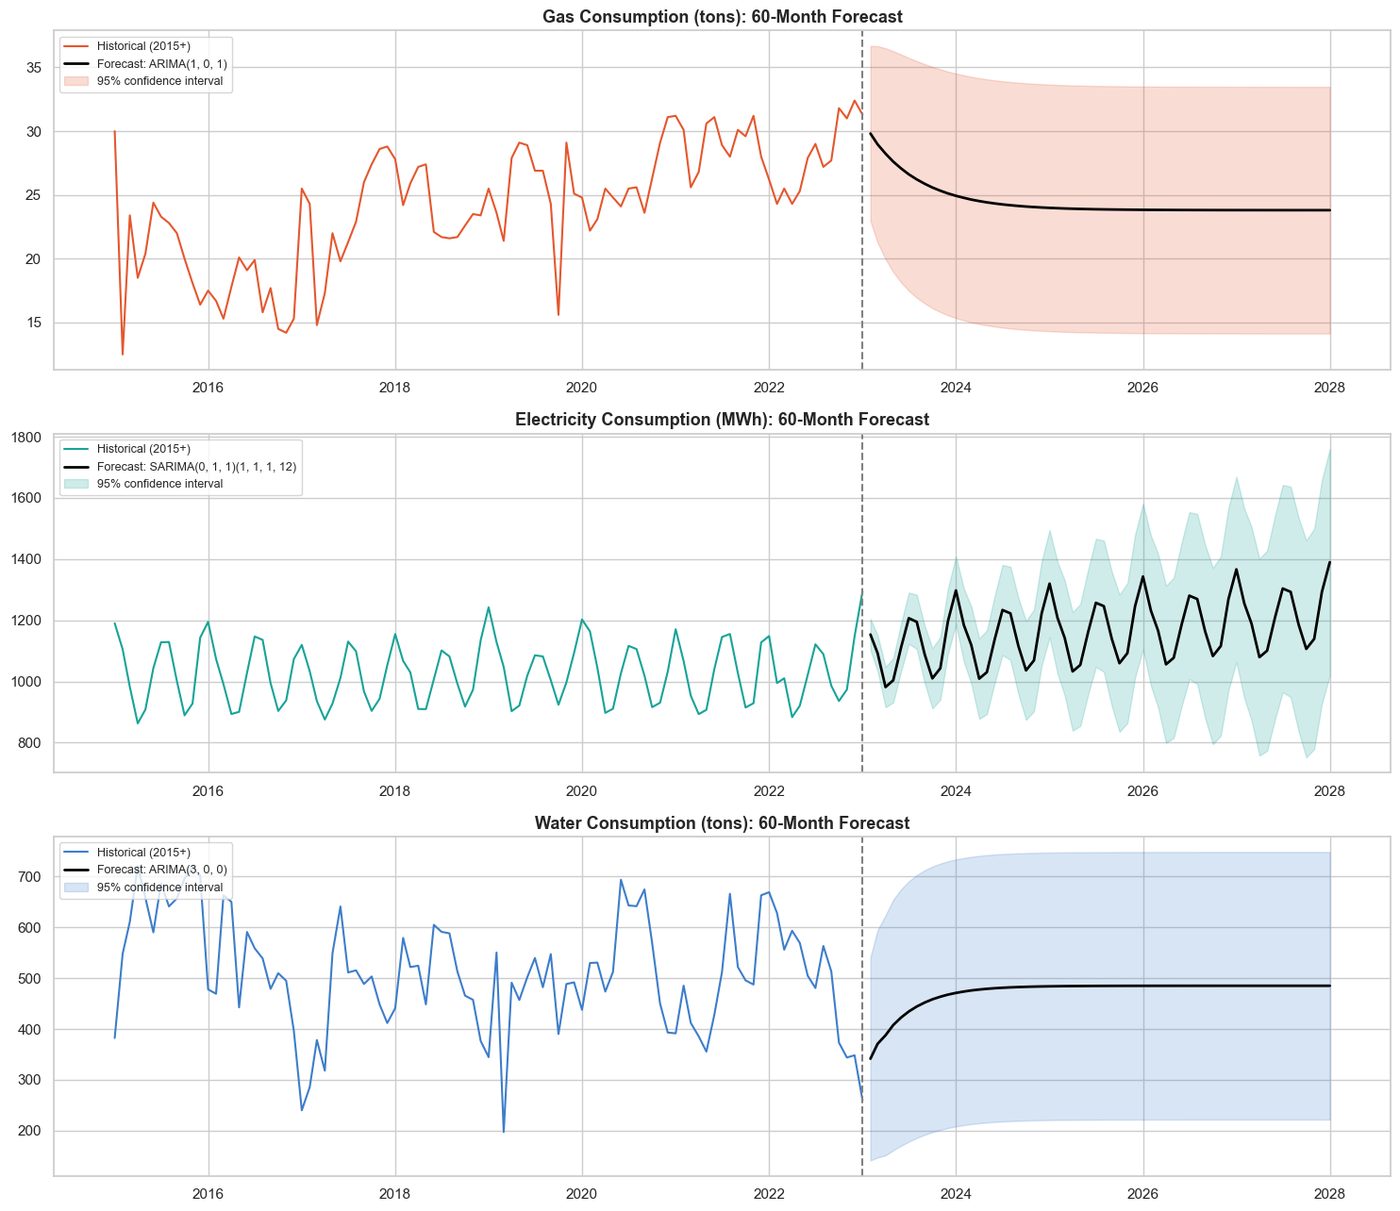 Gas Consumption (tons): 60-Month Forecast
Historical (2015+)
Forecast: ARIMA(1, 0, 1)
95% confidence interval
35
30
25
20
15
2016 2018 2020 2022 2024 2026 2028
Electricity Consumption (MWh): 60-Month Forecast
Historical (2015+)
Forecast: SARIMA(0, 1, 1)(1, 1, 1, 12)
95% confidence interval
1800
1600
1400
1200
1000
800
2016 2018 2020 2022 2024 2026 2028
Water Consumption (tons): 60-Month Forecast
Historical (2015+)
Forecast: ARIMA(3, 0, 0)
95% confidence interval
700
600
500
400
300
200
2016 2018 2020 2022 2024 2026 2028